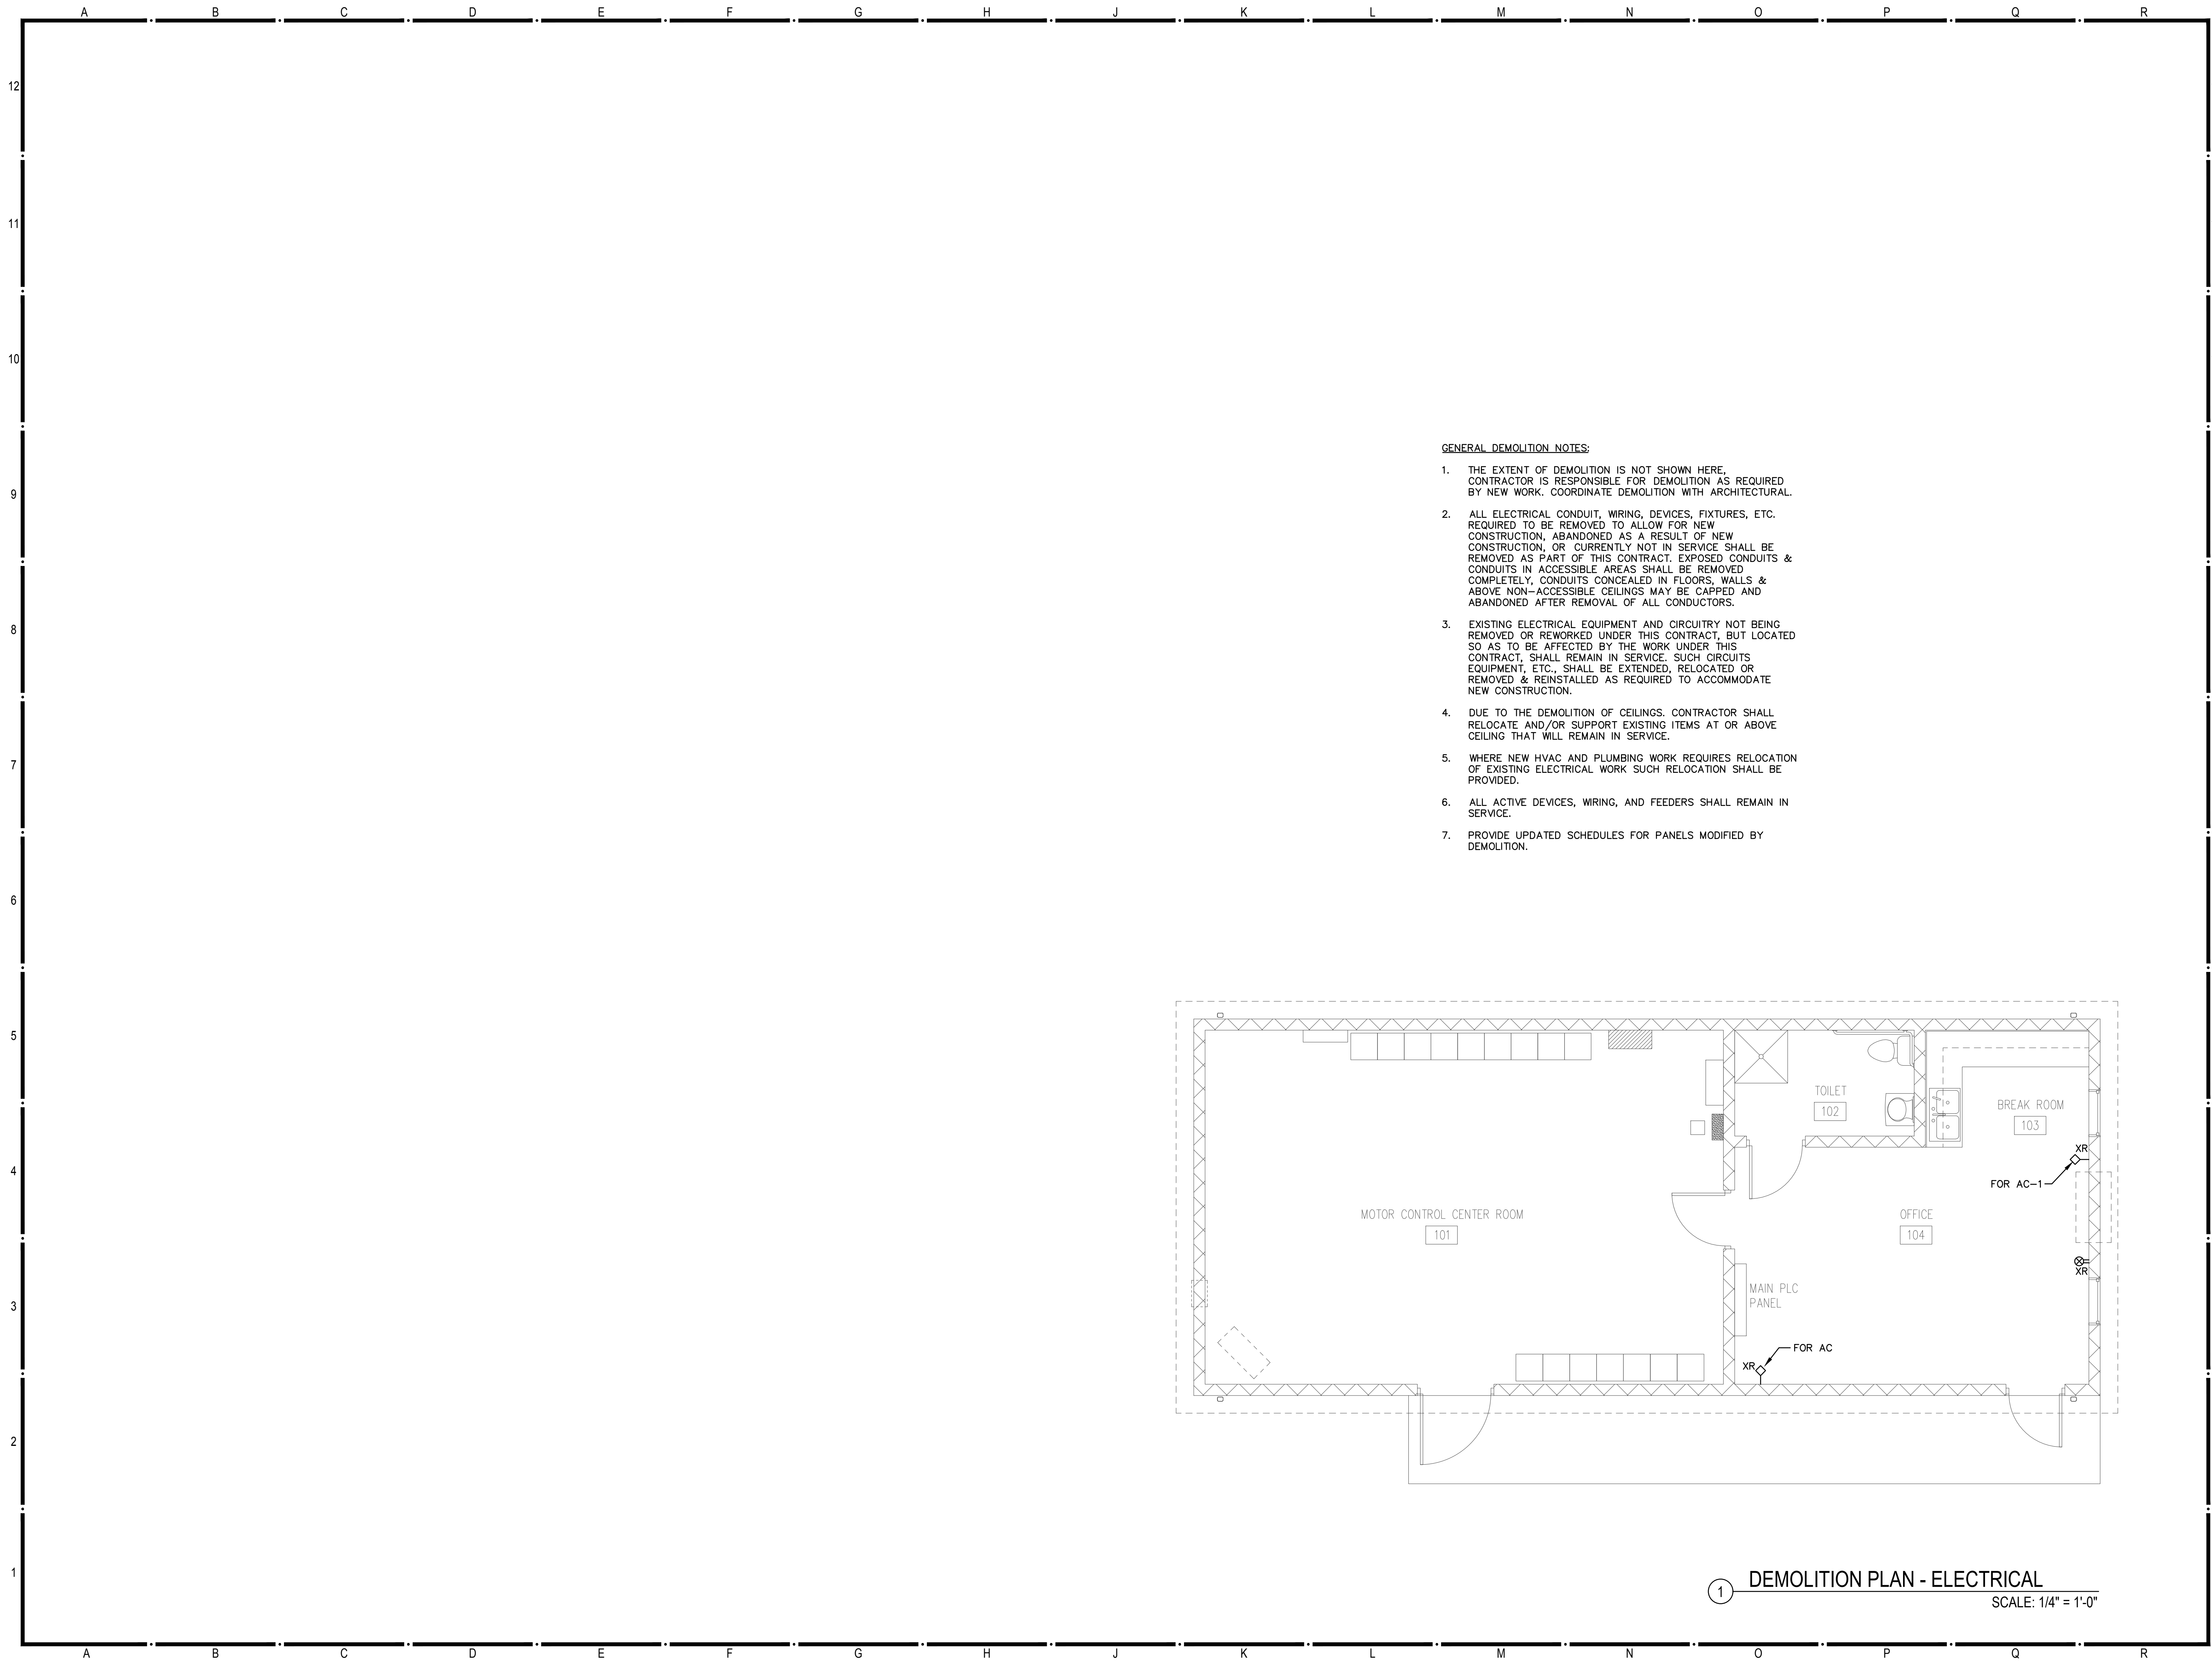 A B C D E F G H J K L M N O P Q R
12
11
10
9
8
7
6
5
4
3
2
1
GENERAL DEMOLITION NOTES:
1. THE EXTENT OF DEMOLITION IS NOT SHOWN HERE,
CONTRACTOR IS RESPONSIBLE FOR DEMOLITION AS REQUIRED
BY NEW WORK. COORDINATE DEMOLITION WITH ARCHITECTURAL.
2. ALL ELECTRICAL CONDUIT, WIRING, DEVICES, FIXTURES, ETC.
REQUIRED TO BE REMOVED TO ALLOW FOR NEW
CONSTRUCTION, ABANDONED AS A RESULT OF NEW
CONSTRUCTION, OR CURRENTLY NOT IN SERVICE SHALL BE
REMOVED AS PART OF THIS CONTRACT. EXPOSED CONDUITS &
CONDUITS IN ACCESSIBLE AREAS SHALL BE REMOVED
COMPLETELY, CONDUITS CONCEALED IN FLOORS, WALLS &
ABOVE NON-ACCESSIBLE CEILINGS MAY BE CAPPED AND
ABANDONED AFTER REMOVAL OF ALL CONDUCTORS.
3. EXISTING ELECTRICAL EQUIPMENT AND CIRCUITRY NOT BEING
REMOVED OR REWORKED UNDER THIS CONTRACT, BUT LOCATED
SO AS TO BE AFFECTED BY THE WORK UNDER THIS
CONTRACT, SHALL REMAIN IN SERVICE. SUCH CIRCUITS
EQUIPMENT, ETC., SHALL BE EXTENDED, RELOCATED OR
REMOVED & REINSTALLED AS REQUIRED TO ACCOMMODATE
NEW CONSTRUCTION.
4. DUE TO THE DEMOLITION OF CEILINGS. CONTRACTOR SHALL
RELOCATE AND/OR SUPPORT EXISTING ITEMS AT OR ABOVE
CEILING THAT WILL REMAIN IN SERVICE.
5. WHERE NEW HVAC AND PLUMBING WORK REQUIRES RELOCATION
OF EXISTING ELECTRICAL WORK SUCH RELOCATION SHALL BE
PROVIDED.
6. ALL ACTIVE DEVICES, WIRING, AND FEEDERS SHALL REMAIN IN
SERVICE.
7. PROVIDE UPDATED SCHEDULES FOR PANELS MODIFIED BY
DEMOLITION.
TOILET
102
BREAK ROOM
103
XR
FOR AC-1
MOTOR CONTROL CENTER ROOM
101
OFFICE
104
XR
MAIN PLC
PANEL
FOR AC
XR
1 DEMOLITION PLAN - ELECTRICAL
SCALE: 1/4" = 1'-0"
A B C D E F G H J K L M N O P Q R